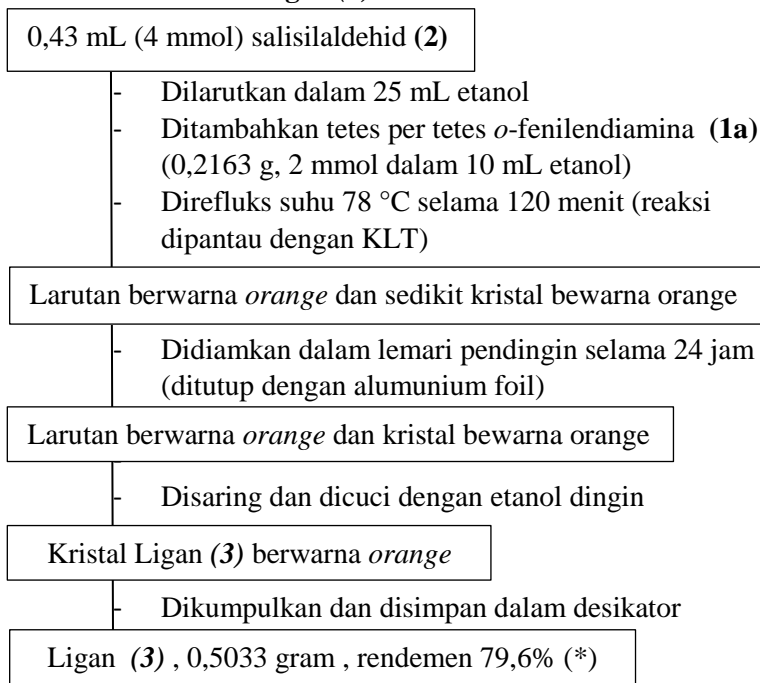 0,43 mL (4 mmol) salisilaldehid (2)
- Dilarutkan dalam 25 mL etanol
- Ditambahkan tetes per tetes o-fenilendiamina (1a)
(0,2163 g, 2 mmol dalam 10 mL etanol)
- Direfluks suhu 78 °C selama 120 menit (reaksi
dipantau dengan KLT)
Larutan berwarna orange dan sedikit kristal bewarna orange
- Didiamkan dalam lemari pendingin selama 24 jam
(ditutup dengan alumunium foil)
Larutan berwarna orange dan kristal bewarna orange
- Disaring dan dicuci dengan etanol dingin
Kristal Ligan (3) berwarna orange
- Dikumpulkan dan disimpan dalam desikator
Ligan (3) , 0,5033 gram , rendemen 79,6% (*)